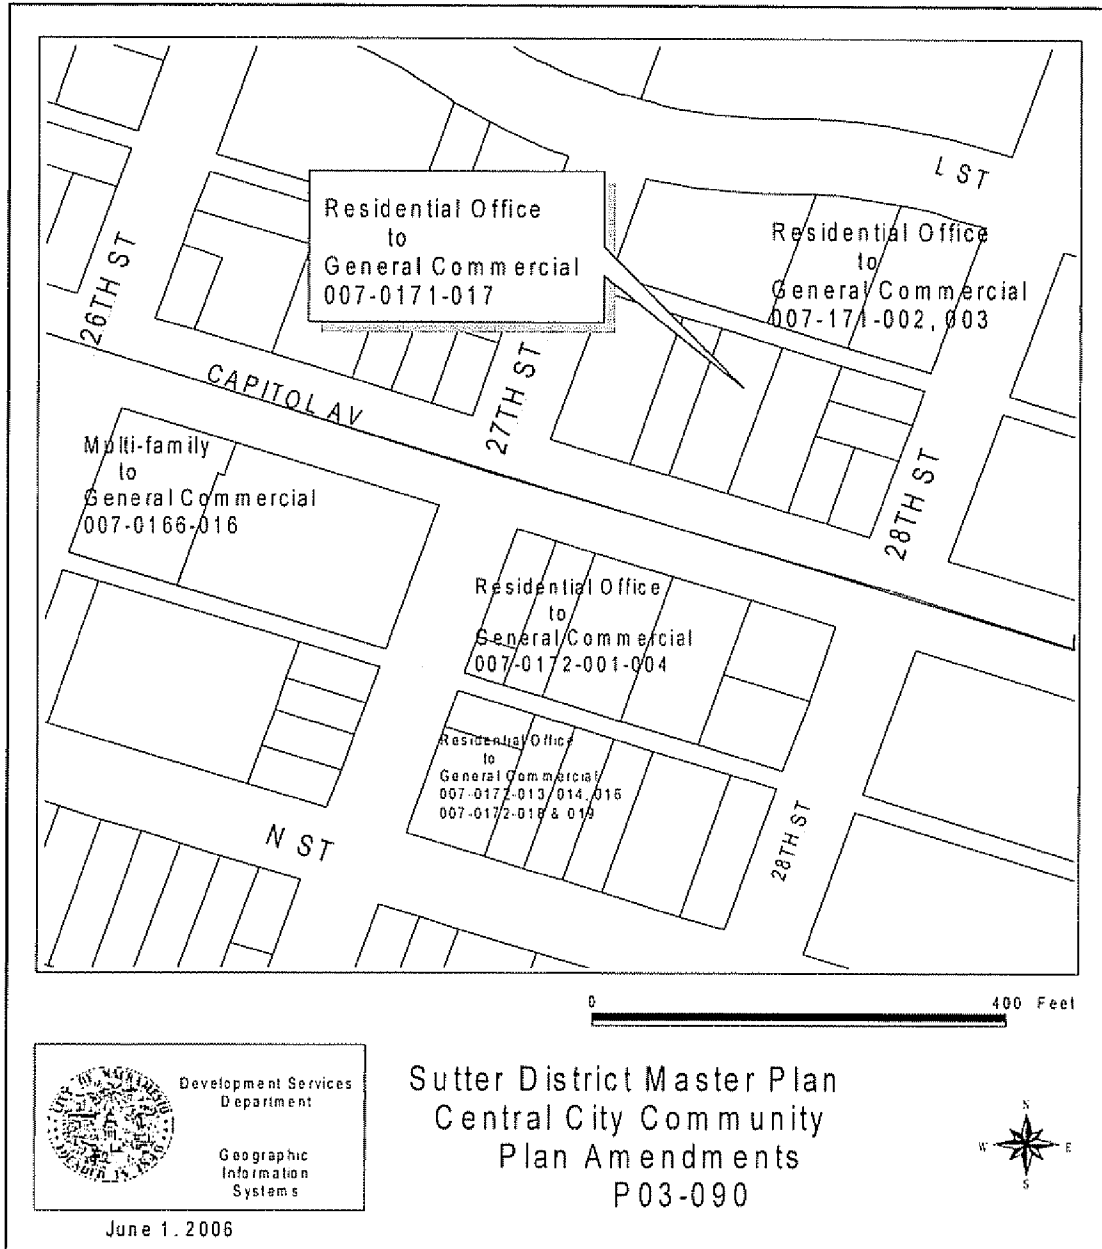 L ST
Residential Office
to
General Commercial
007-0171-017
Residential Office
to
General Commercial
007-171-002, 003
26TH ST
27TH ST
CAPITOL AV
28TH ST
Multi-family
to
General Commercial
007-0166-016
Residential Office
to
General Commercial
007-0172-001-004
Residential Office
to
General Commercial
007-0172-013, 014, 016
007-0172-018 & 019
28TH ST
N ST
0 400 Feet
CITY OF SACRAMENTO
Development Services
Department
Geographic
Information
Systems
June 1. 2006
Sutter District Master Plan
Central City Community
Plan Amendments
P03-090
N
W E
S